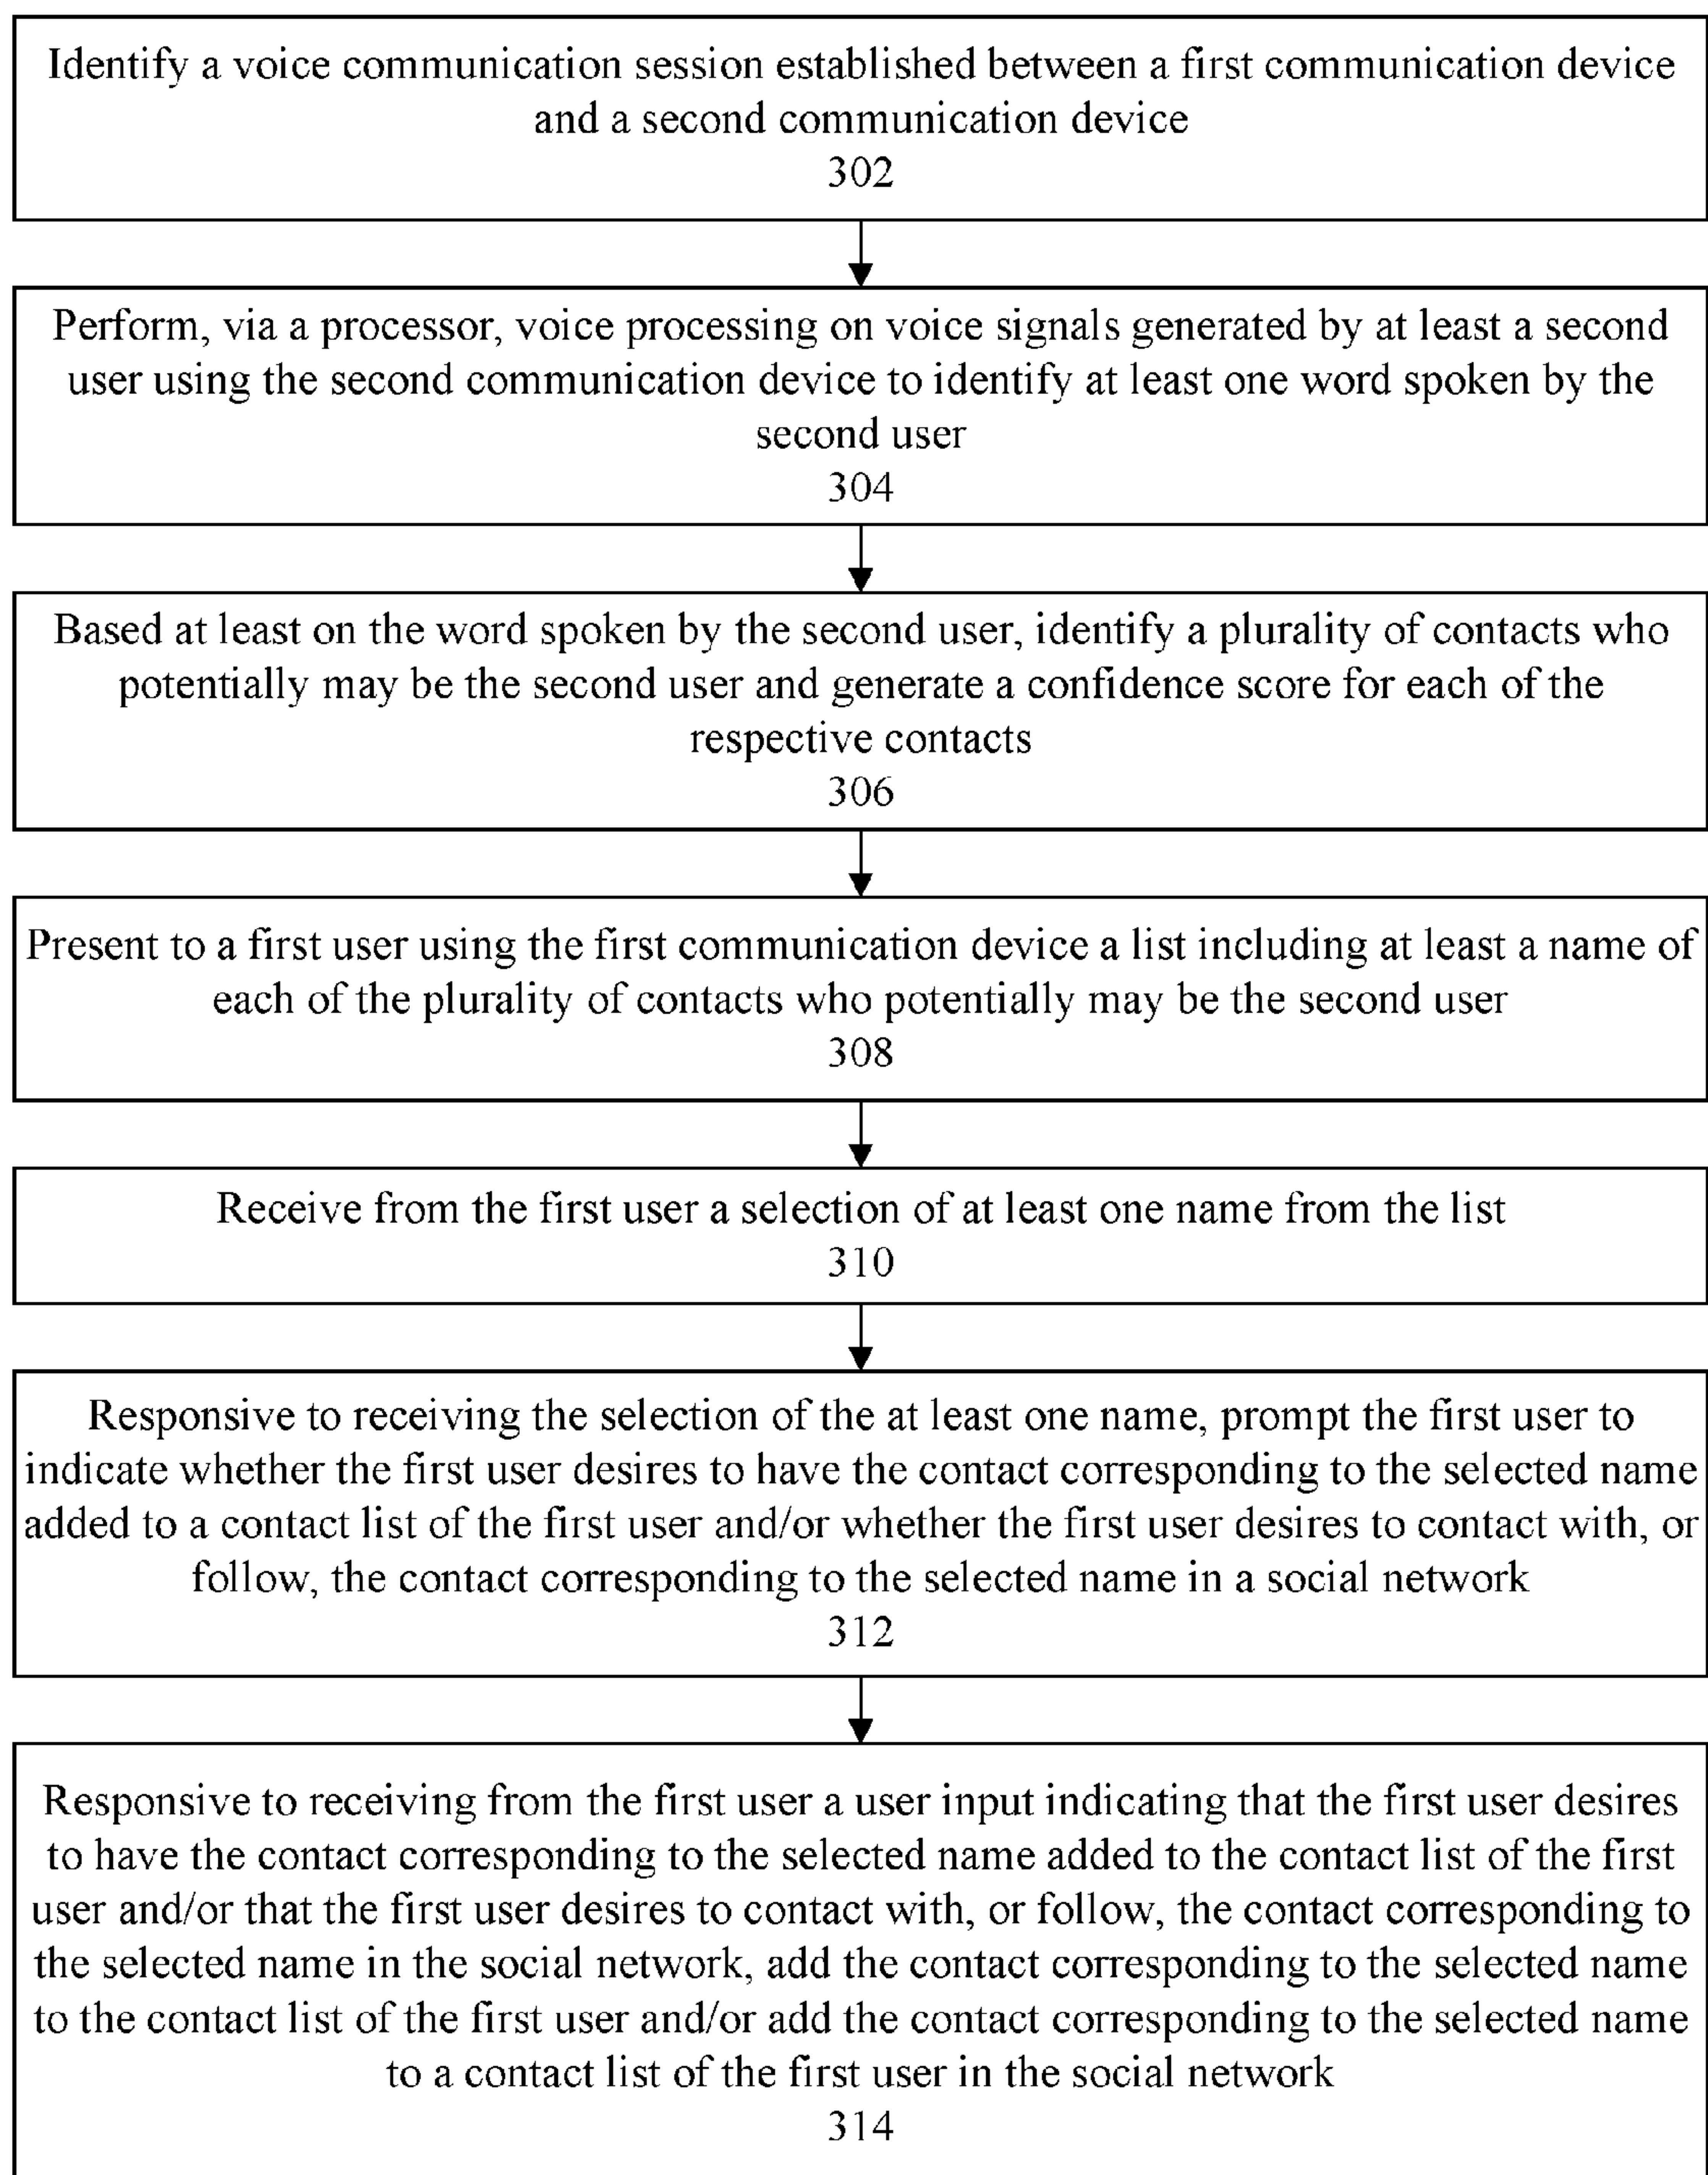 Identify a voice communication session established between a first communication device
and a second communication device
302
Perform, via a processor, voice processing on voice signals generated by at least a second
user using the second communication device to identify at least one word spoken by the
second user
304
Based at least on the word spoken by the second user, identify a plurality of contacts who
potentially may be the second user and generate a confidence score for each of the
respective contacts
306
Present to a first user using the first communication device a list including at least a name of
each of the plurality of contacts who potentially may be the second user
308
Receive from the first user a selection of at least one name from the list
310
Responsive to receiving the selection of the at least one name, prompt the first user to
indicate whether the first user desires to have the contact corresponding to the selected name
added to a contact list of the first user and/or whether the first user desires to contact with, or
follow, the contact corresponding to the selected name in a social network
312
Responsive to receiving from the first user a user input indicating that the first user desires
to have the contact corresponding to the selected name added to the contact list of the first
user and/or that the first user desires to contact with, or follow, the contact corresponding to
the selected name in the social network, add the contact corresponding to the selected name
to the contact list of the first user and/or add the contact corresponding to the selected name
to a contact list of the first user in the social network
314